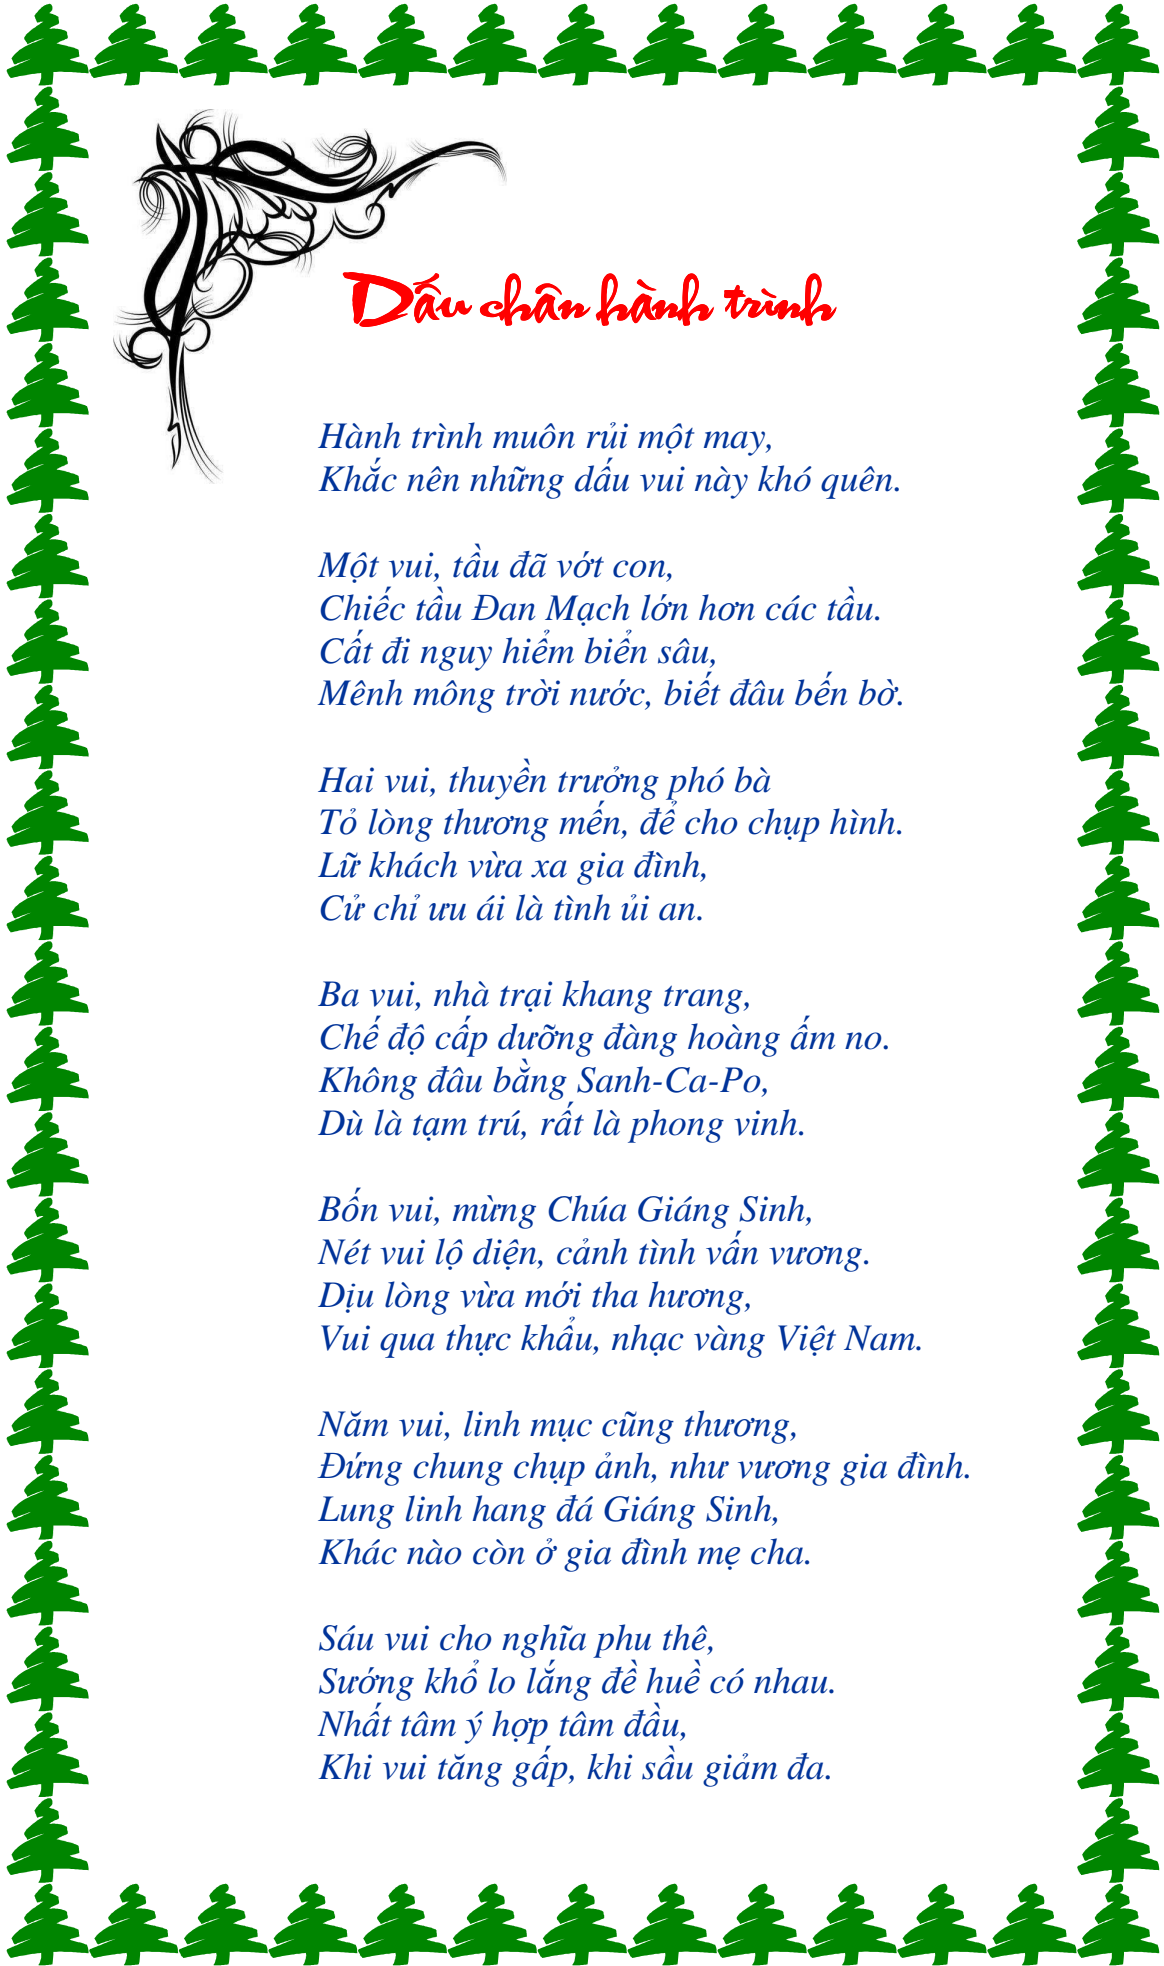 Dấu chân hành trình
Hành trình muôn rủi một may,
Khắc nên những dấu vui này khó quên.
Một vui, tầu đã vớt con,
Chiếc tầu Đan Mạch lớn hơn các tầu.
Cất đi nguy hiểm biển sâu,
Mênh mông trời nước, biết đâu bến bờ.
Hai vui, thuyền trưởng phó bà
Tỏ lòng thương mến, để cho chụp hình.
Lữ khách vừa xa gia đình,
Cử chỉ ưu ái là tình ủi an.
Ba vui, nhà trại khang trang,
Chế độ cấp dưỡng đàng hoàng ấm no.
Không đâu bằng Sanh-Ca-Po,
Dù là tạm trú, rất là phong vinh.
Bốn vui, mừng Chúa Giáng Sinh,
Nét vui lộ diện, cảnh tình vấn vương.
Dịu lòng vừa mới tha hương,
Vui qua thực khẩu, nhạc vàng Việt Nam.
Năm vui, linh mục cũng thương,
Đứng chung chụp ảnh, như vương gia đình.
Lung linh hang đá Giáng Sinh,
Khác nào còn ở gia đình mẹ cha.
Sáu vui cho nghĩa phu thê,
Sướng khổ lo lắng đề huề có nhau.
Nhất tâm ý hợp tâm đầu,
Khi vui tăng gấp, khi sầu giảm đa.